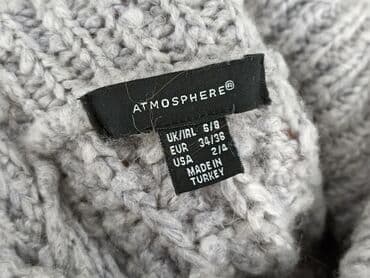 ATMOSPHERE®
UK/IRL 6/8
EUR 34/36
USA 2/4
MADE IN
TURKEY